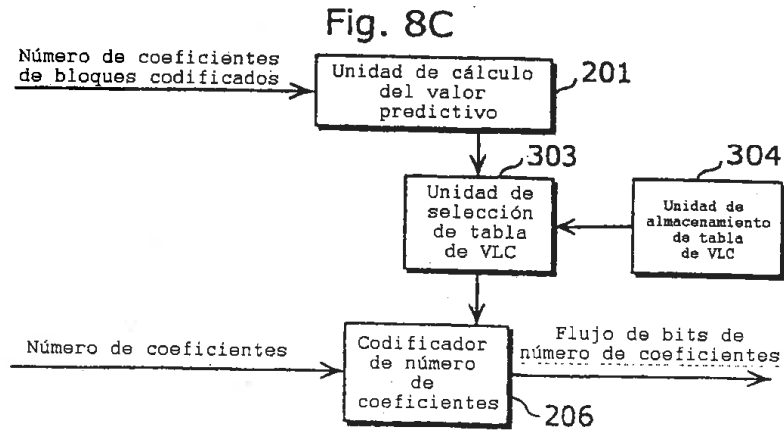 Fig. 8C
Número de coeficientes
de bloques codificados
Unidad de cálculo
del valor
predictivo
201
303
304
Unidad de
selección
de tabla
de VLC
Unidad de
almacenamiento
de tabla
de VLC
Número de coeficientes
Codificador
de número
de
coeficientes
Flujo de bits de
número de coeficientes
206